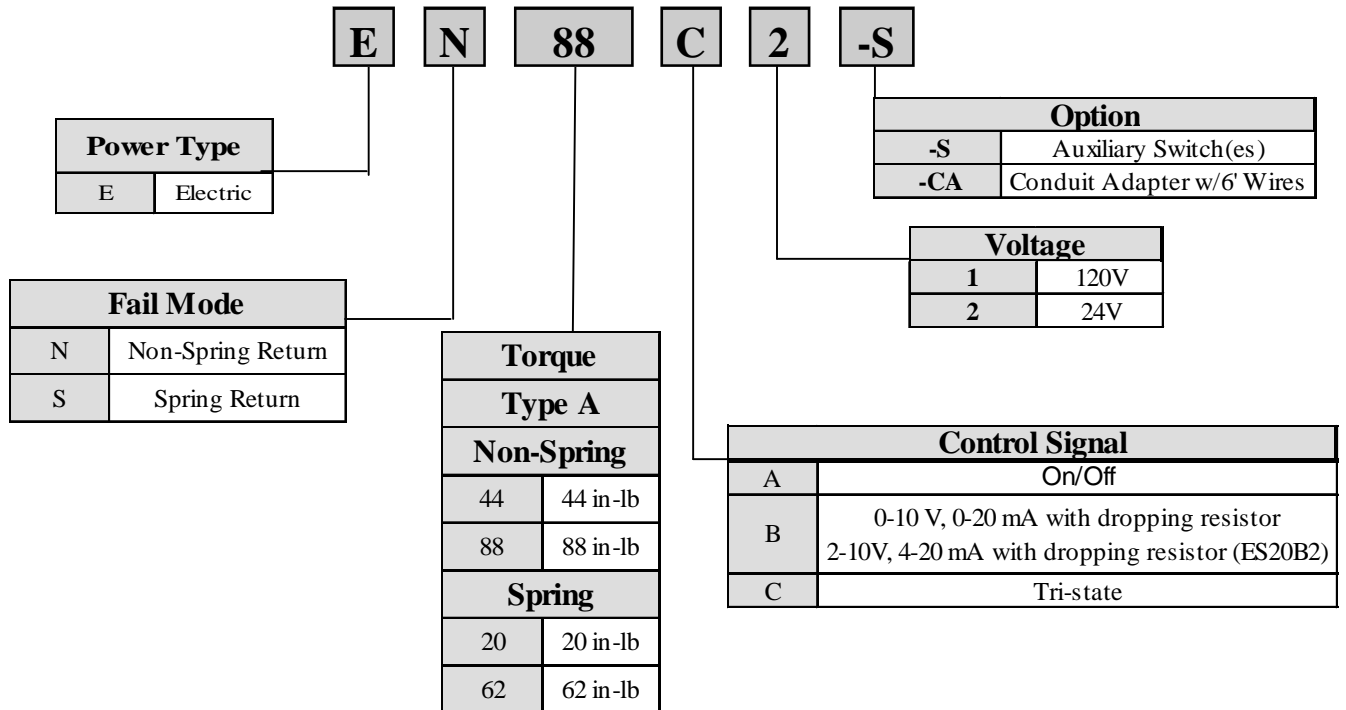 E N 88 C 2 -S
Option
-S Auxiliary Switch(es)
-CA Conduit Adapter w/6' Wires
Power Type
E Electric
Voltage
1 120V
2 24V
Fail Mode
N Non-Spring Return
S Spring Return
Torque
Type A
Non-Spring
44 44 in-lb
88 88 in-lb
Spring
20 20 in-lb
62 62 in-lb
Control Signal
A On/Off
B 0-10 V, 0-20 mA with dropping resistor
2-10V, 4-20 mA with dropping resistor (ES20B2)
C Tri-state